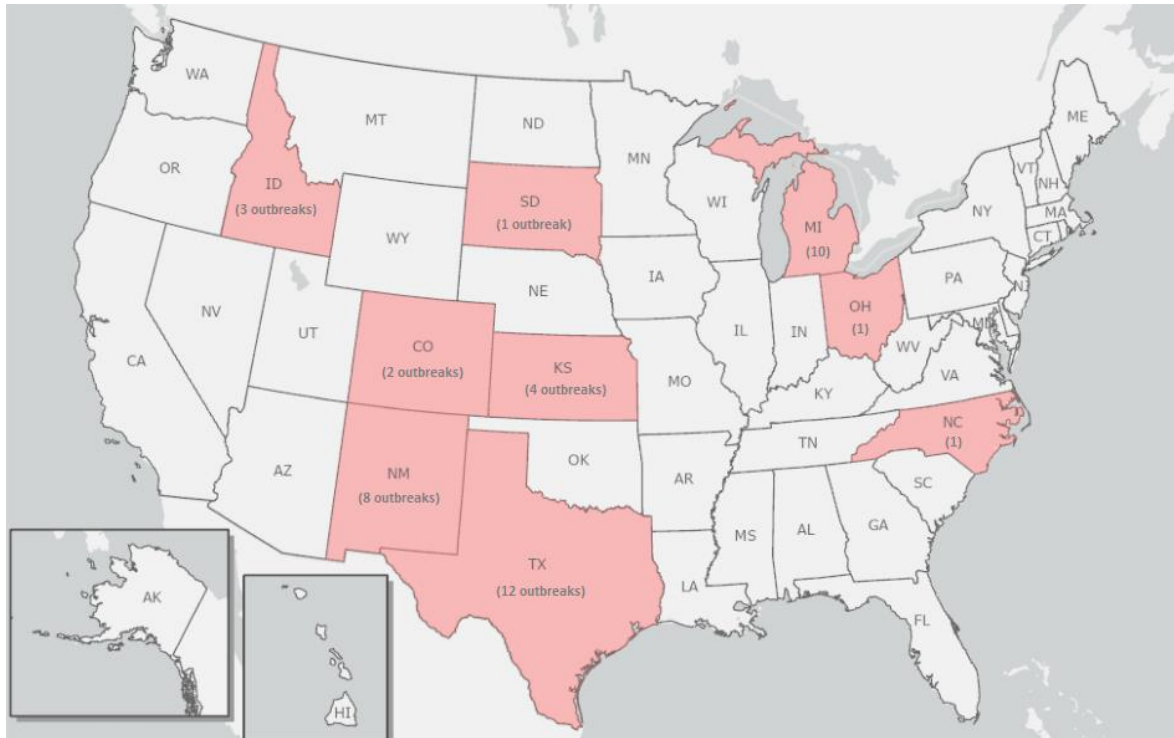 WA
MT
ND
MN
ME
OR
ID
(3 outbreaks)
SD
(1 outbreak)
WI
MI
(10)
VT
NH
NY
MA
CT
WY
IA
NE
PA
NJ
NV
UT
CO
(2 outbreaks)
IL
IN
OH
(1)
MD
WV
CA
KS
(4 outbreaks)
MO
KY
VA
AZ
NM
(8 outbreaks)
OK
AR
TN
NC
(1)
SC
TX
(12 outbreaks)
LA
MS
AL
GA
FL
AK
HI